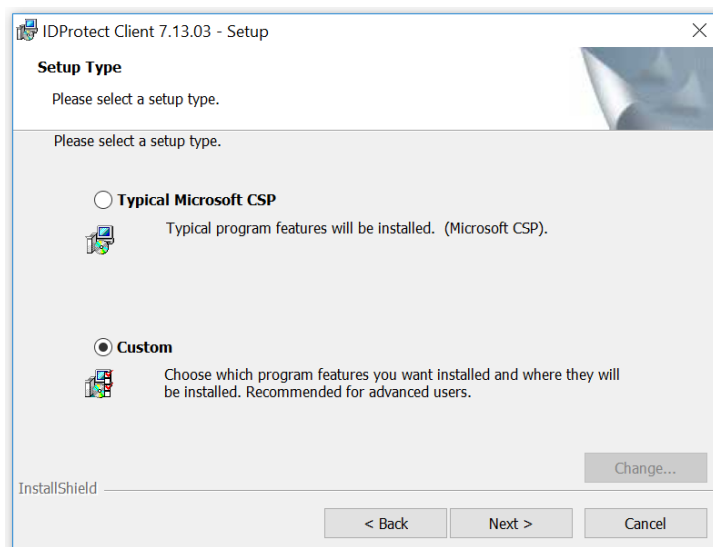 IDProtect Client 7.13.03 - Setup
Setup Type
Please select a setup type.
Please select a setup type.
Typical Microsoft CSP
Typical program features will be installed. (Microsoft CSP).
Custom
Choose which program features you want installed and where they will
be installed. Recommended for advanced users.
Change...
InstallShield
< Back
Next >
Cancel